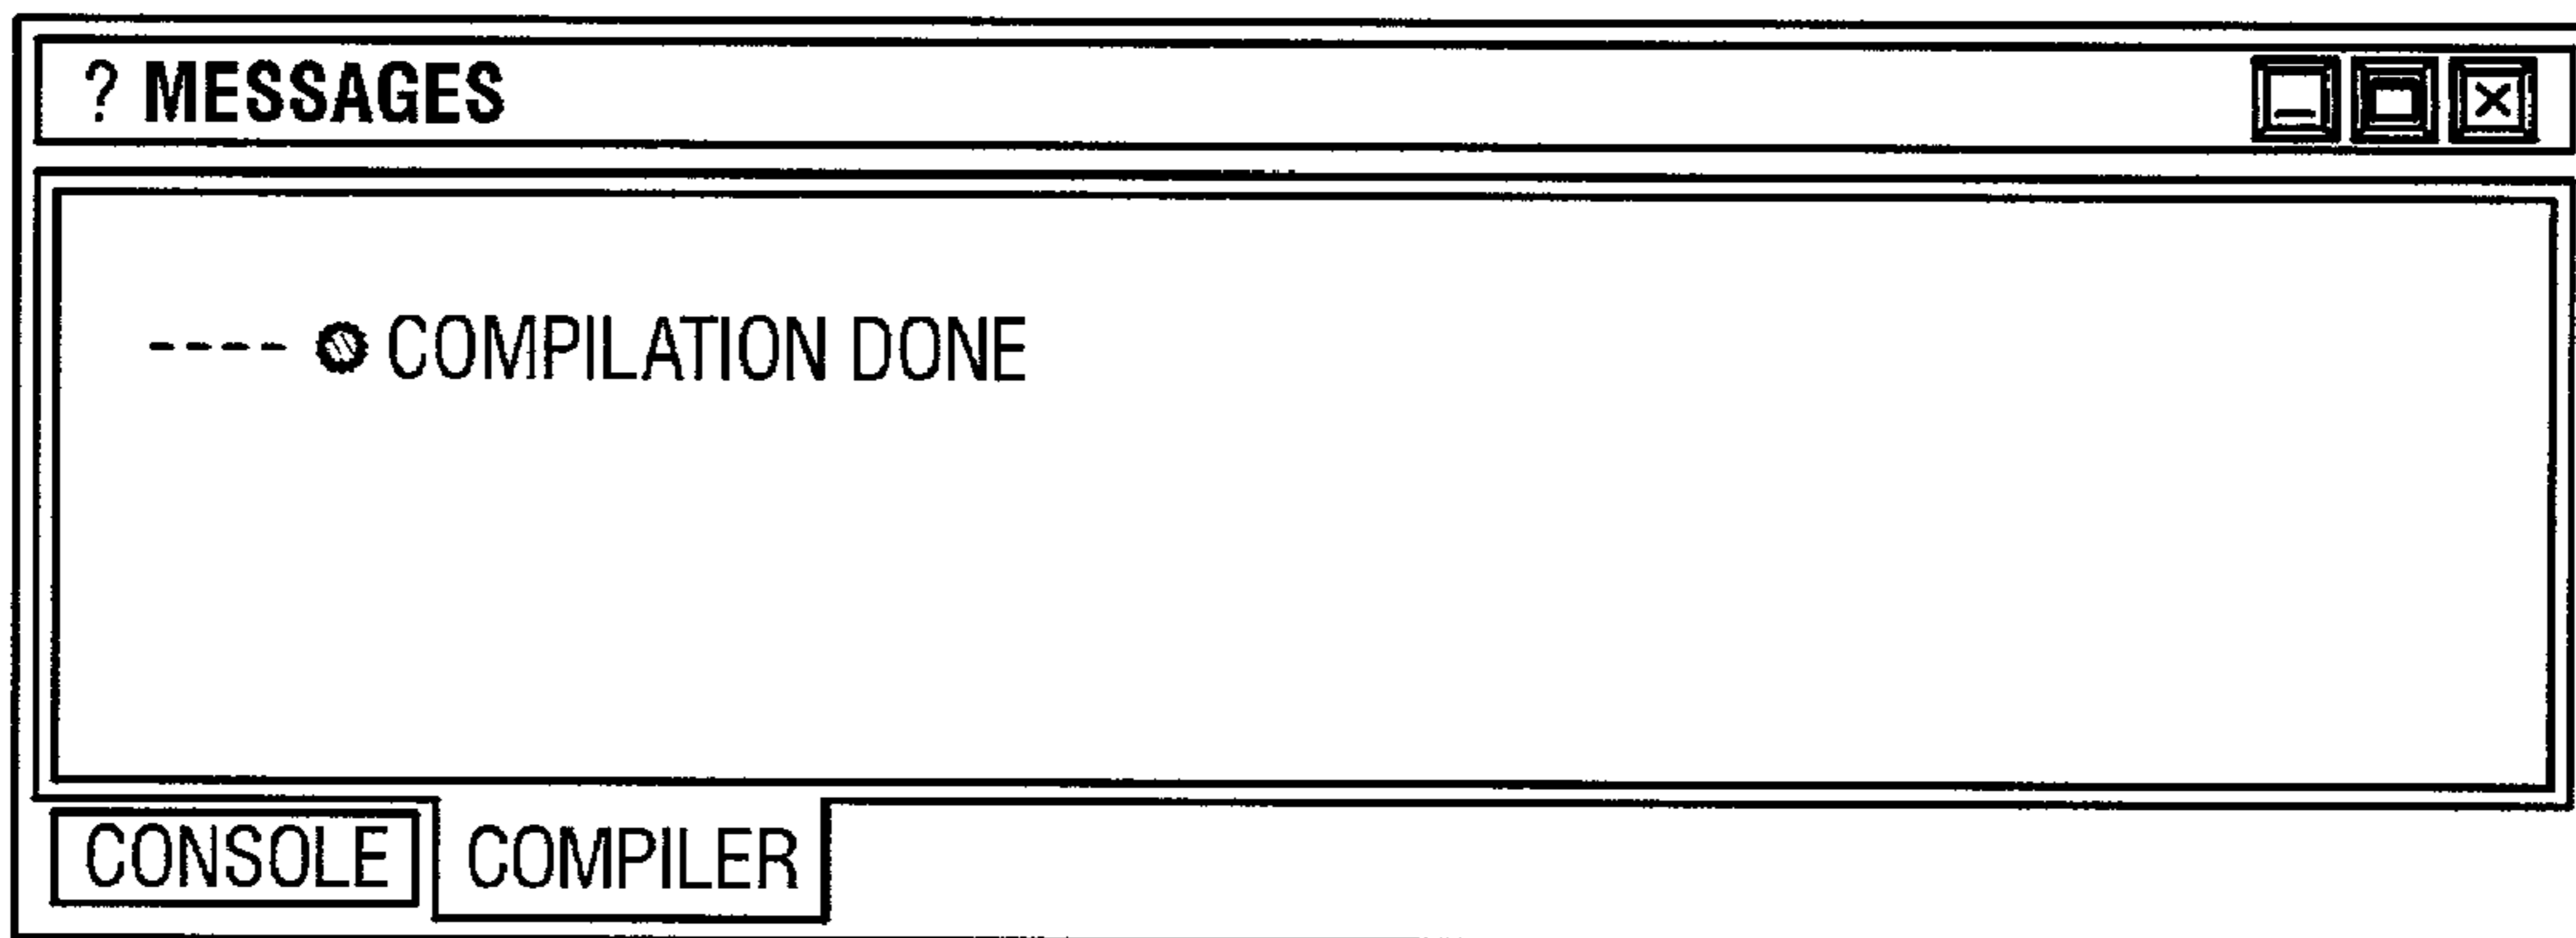 ? MESSAGES
---- COMPILATION DONE
CONSOLE COMPILER